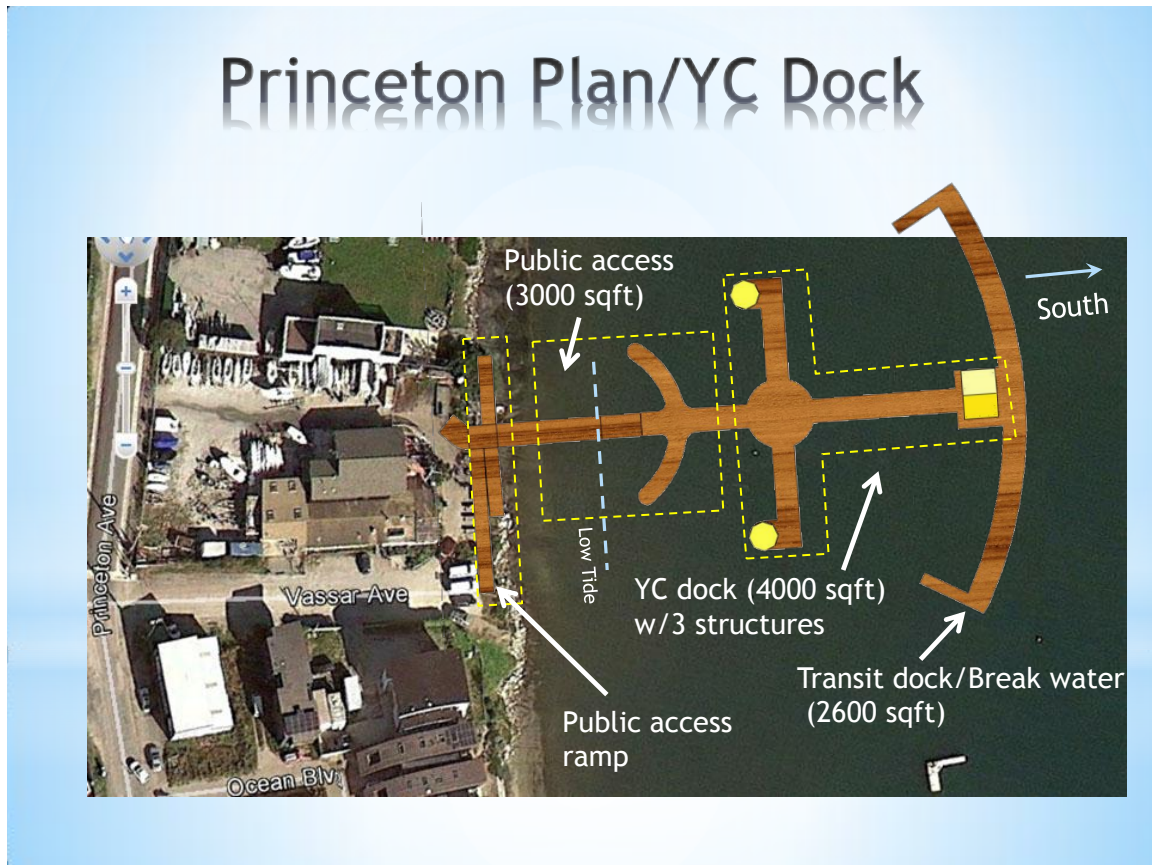 Princeton Plan/YC Dock
Public access
(3000 sqft)
South
Low Tide
Princeton Ave
Vassar Ave
YC dock (4000 sqft)
w/3 structures
Transit dock/Break water
(2600 sqft)
Public access
ramp
Ocean Blv